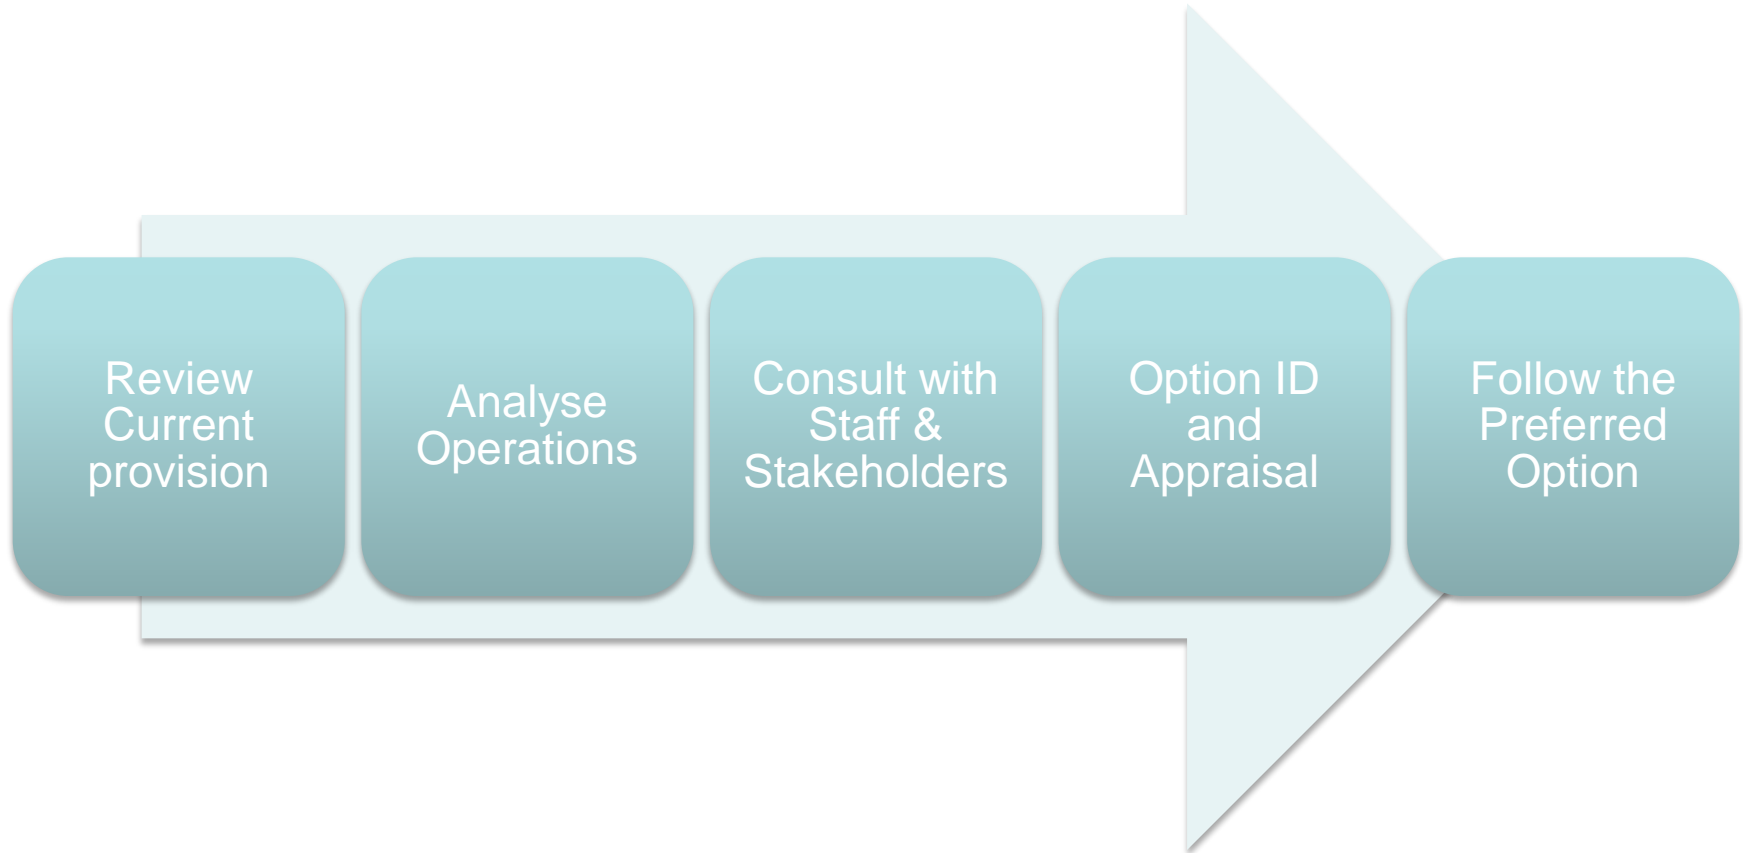 Review
Current
provision
Analyse
Operations
Consult with
Staff &
Stakeholders
Option ID
and
Appraisal
Follow the
Preferred
Option